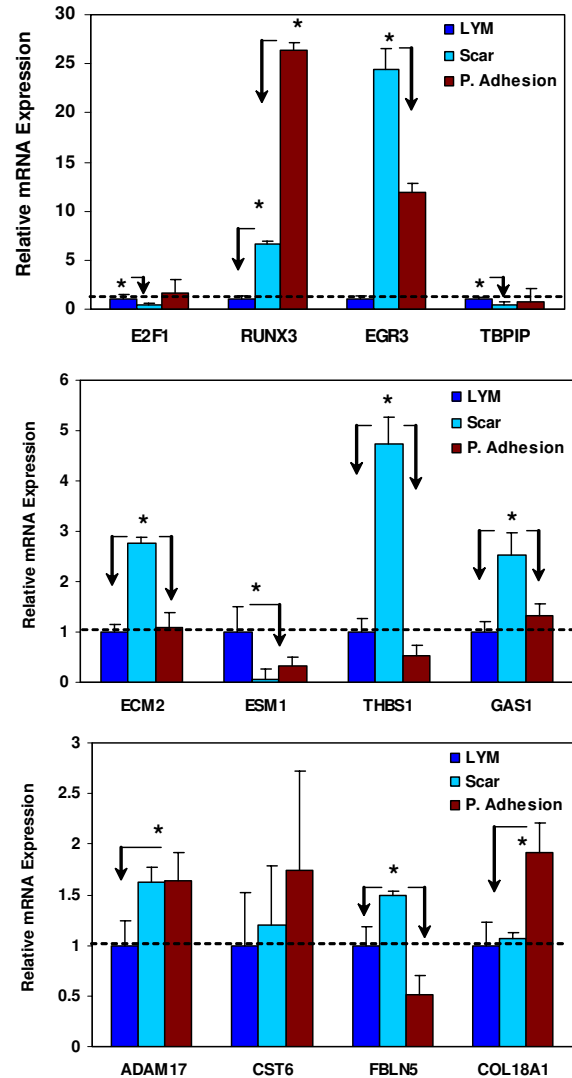 Relative mRNA Expression
30
25
20
15
10
5
0
LYM
Scar
P. Adhesion
*
*
*
*
*
E2F1 RUNX3 EGR3 TBPIP
Relative mRNA Expression
6
5
4
3
2
1
0
LYM
Scar
P. Adhesion
*
*
*
*
ECM2 ESM1 THBS1 GAS1
Relative mRNA Expression
3
2.5
2
1.5
1
0.5
0
LYM
Scar
P. Adhesion
*
*
*
ADAM17 CST6 FBLN5 COL18A1